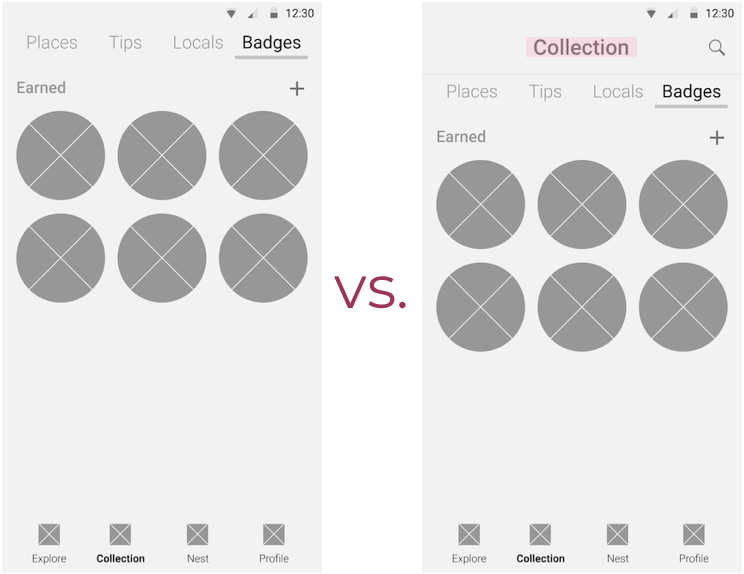 12:30
Places Tips Locals Badges
Earned +
Explore Collection Nest Profile
vs.
12:30
Collection
Places Tips Locals Badges
Earned +
Explore Collection Nest Profile